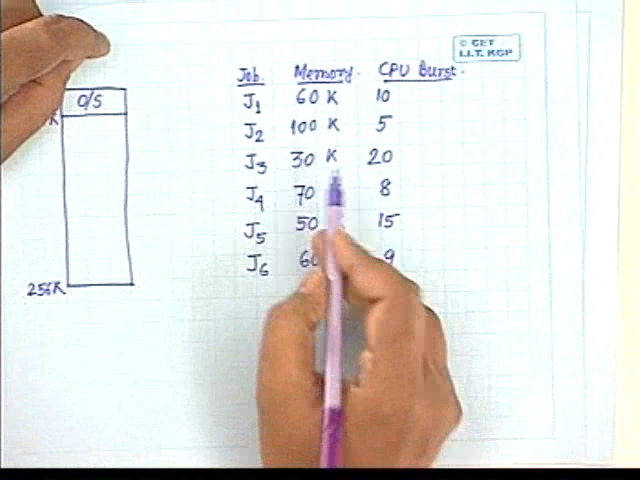 © CET
I.I.T. KGP
Job Memory. CPU Burst.
J1 60 K 10
J2 100 K 5
J3 30 K 20
J4 70 8
J5 50 15
J6 60 9
O/S
K
256K